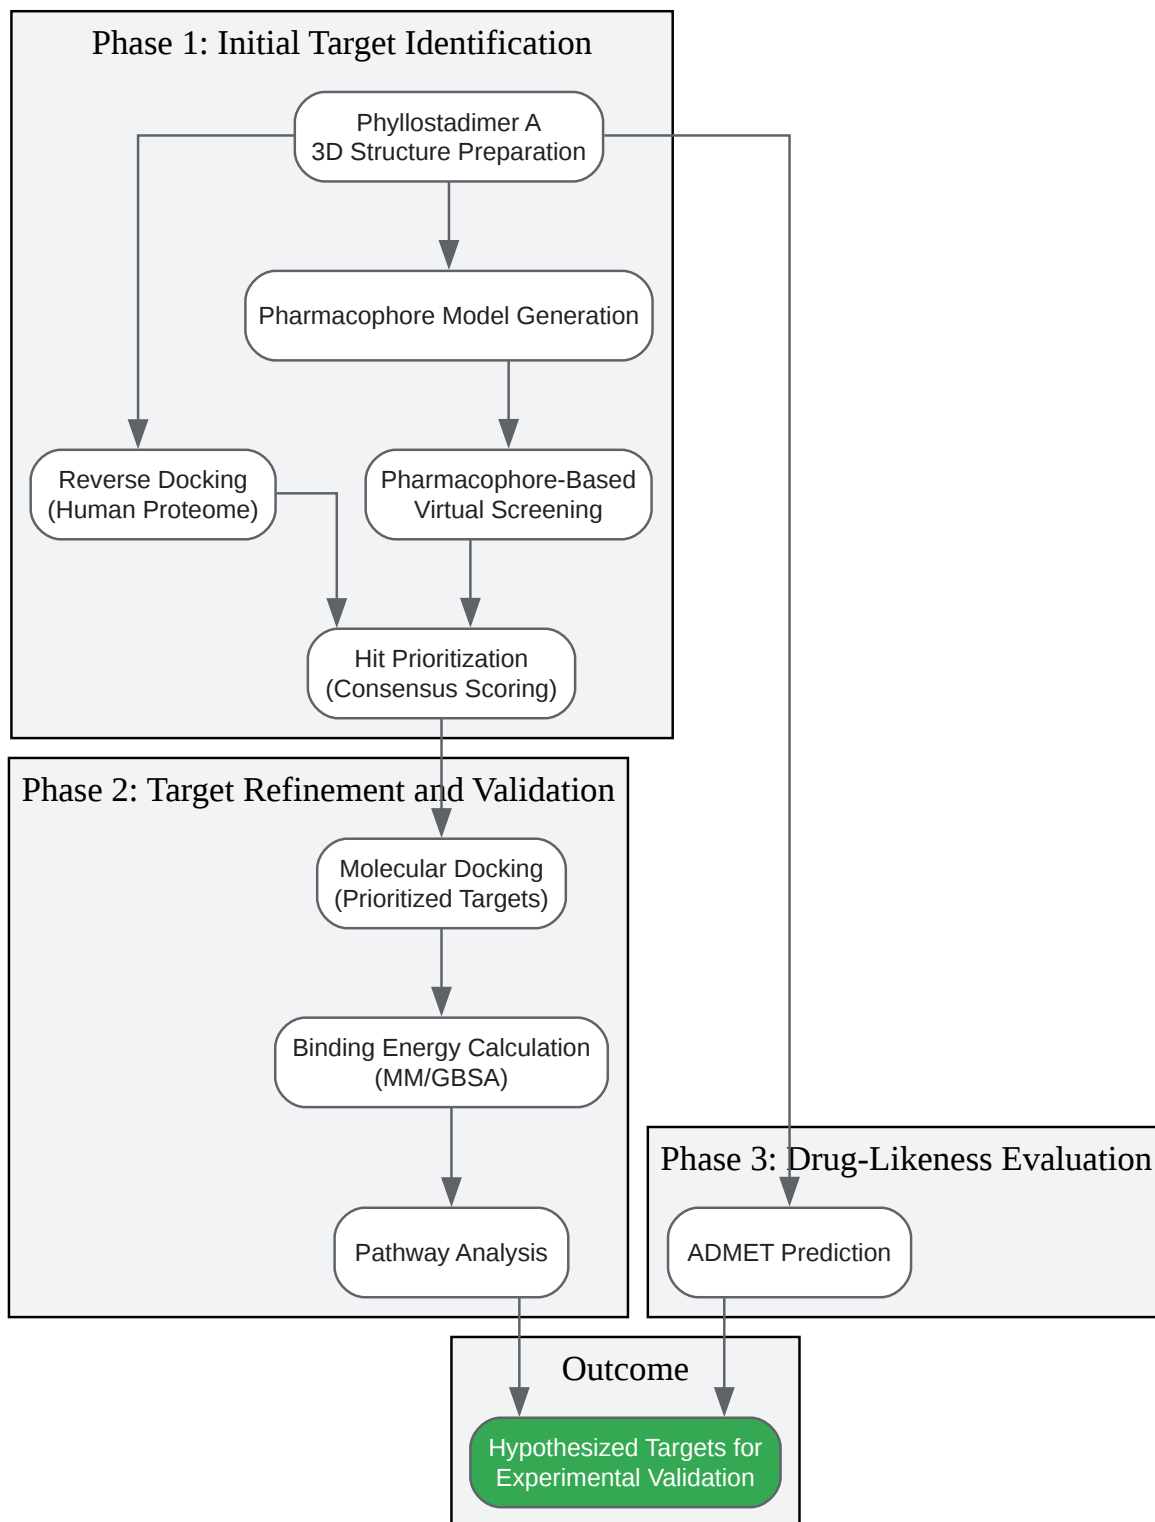 Phase 1: Initial Target Identification
Phyllostadimer A
3D Structure Preparation
Pharmacophore Model Generation
Reverse Docking
(Human Proteome)
Pharmacophore-Based
Virtual Screening
Hit Prioritization
(Consensus Scoring)
Phase 2: Target Refinement and Validation
Molecular Docking
(Prioritized Targets)
Binding Energy Calculation
(MM/GBSA)
Pathway Analysis
Phase 3: Drug-Likeness Evaluation
ADMET Prediction
Outcome
Hypothesized Targets for
Experimental Validation